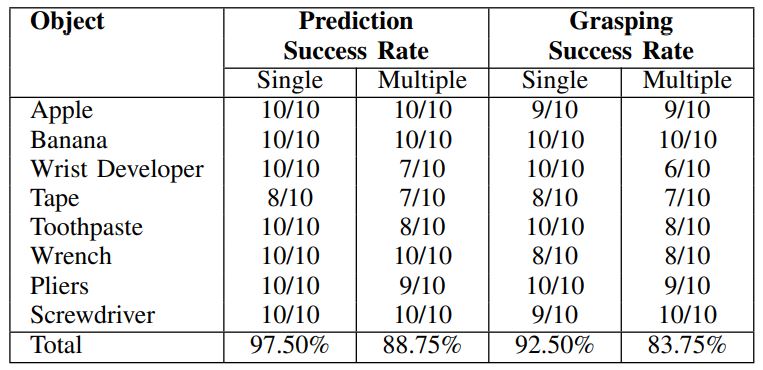 Object Prediction Grasping
Success Rate Success Rate
Single Multiple Single Multiple
Apple 10/10 10/10 9/10 9/10
Banana 10/10 10/10 10/10 10/10
Wrist Developer 10/10 7/10 10/10 6/10
Tape 8/10 7/10 8/10 7/10
Toothpaste 10/10 8/10 10/10 8/10
Wrench 10/10 10/10 8/10 8/10
Pliers 10/10 9/10 10/10 9/10
Screwdriver 10/10 10/10 9/10 10/10
Total 97.50% 88.75% 92.50% 83.75%